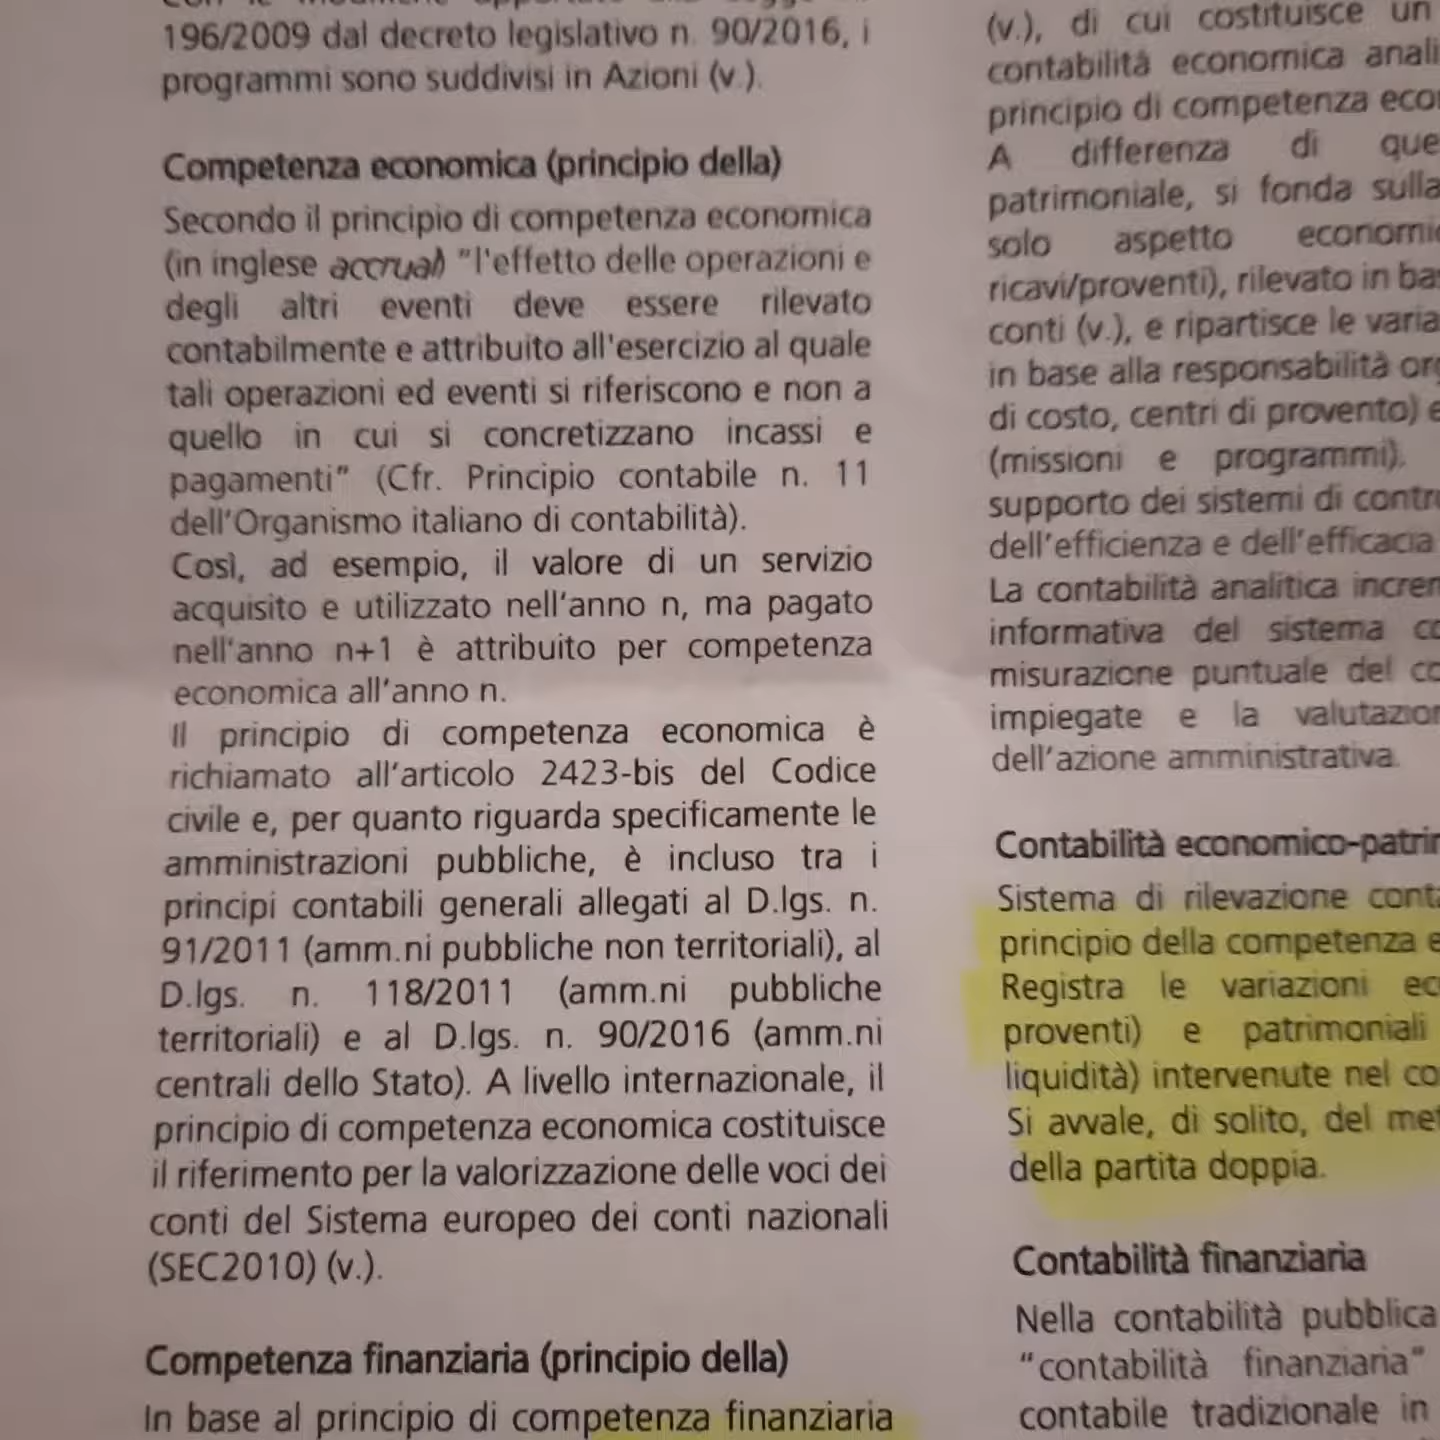 196/2009 dal decreto legislativo n. 90/2016, i
programmi sono suddivisi in Azioni (v.).
Competenza economica (principio della)
Secondo il principio di competenza economica
(in inglese accrual) "l'effetto delle operazioni e
degli altri eventi deve essere rilevato
contabilmente e attribuito all'esercizio al quale
tali operazioni ed eventi si riferiscono e non a
quello in cui si concretizzano incassi e
pagamenti" (Cfr. Principio contabile n. 11
dell'Organismo italiano di contabilità).
Così, ad esempio, il valore di un servizio
acquisito e utilizzato nell'anno n, ma pagato
nell'anno n+1 è attribuito per competenza
economica all'anno n.
Il principio di competenza economica è
richiamato all'articolo 2423-bis del Codice
civile e, per quanto riguarda specificamente le
amministrazioni pubbliche, è incluso tra i
principi contabili generali allegati al D.lgs. n.
91/2011 (amm.ni pubbliche non territoriali), al
D.lgs. n. 118/2011 (amm.ni pubbliche
territoriali) e al D.lgs. n. 90/2016 (amm.ni
centrali dello Stato). A livello internazionale, il
principio di competenza economica costituisce
il riferimento per la valorizzazione delle voci dei
conti del Sistema europeo dei conti nazionali
(SEC2010) (v.).
Competenza finanziaria (principio della)
In base al principio di competenza finanziaria
(v.), di cui costituisce un
contabilità economica anali
principio di competenza eco
A differenza di que
patrimoniale, si fonda sulla
solo aspetto economic
ricavi/proventi), rilevato in ba
conti (v.), e ripartisce le varia
in base alla responsabilità org
di costo, centri di provento) e
(missioni e programmi).
supporto dei sistemi di contr
dell'efficienza e dell'efficacia
La contabilità analitica increm
informativa del sistema co
misurazione puntuale del co
impiegate e la valutazion
dell'azione amministrativa.
Contabilità economico-patrim
Sistema di rilevazione conta
principio della competenza e
Registra le variazioni eco
proventi) e patrimoniali
liquidità) intervenute nel co
Si avvale, di solito, del met
della partita doppia.
Contabilità finanziaria
Nella contabilità pubblica
"contabilità finanziaria"
contabile tradizionale in